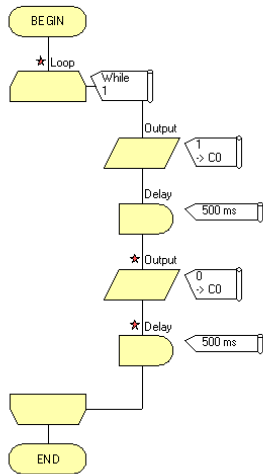 BEGIN
Loop
While
1
Output
1
-> C0
Delay
500 ms
Output
0
-> C0
Delay
500 ms
END